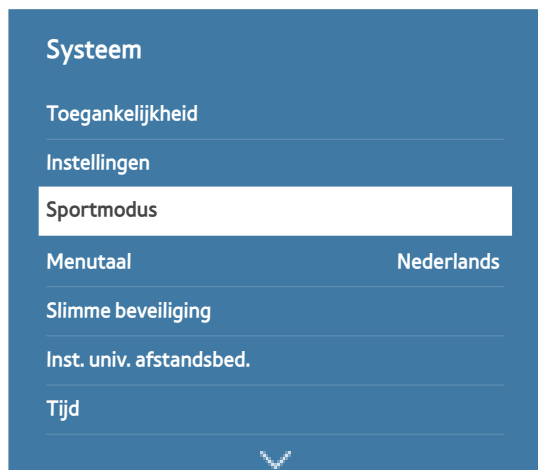 Systeem
Toegankelijkheid
Instellingen
Sportmodus
Menutaal Nederlands
Slimme beveiliging
Inst. univ. afstandsbed.
Tijd